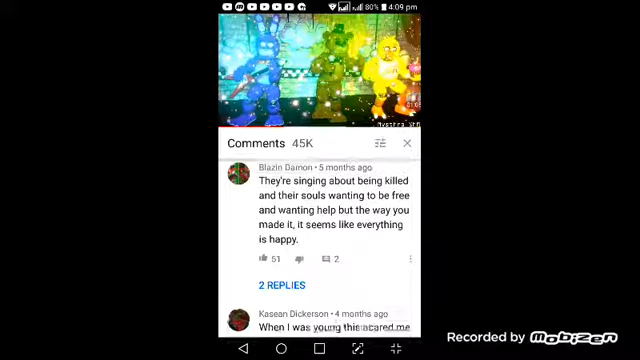 80% 4:09 pm
Comments 45K
Blazin Damon • 5 months ago
They're singing about being killed
and their souls wanting to be free
and wanting help but the way you
made it, it seems like everything
is happy.
51 2
2 REPLIES
Kasean Dickerson • 4 months ago
When I was young this scared me
Recorded by Mobizen